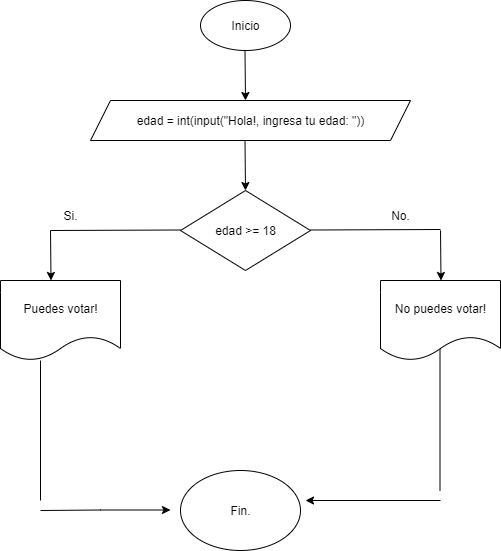 Inicio
edad = int(input("Hola!, ingresa tu edad: "))
Si.
No.
edad >= 18
Puedes votar!
No puedes votar!
Fin.